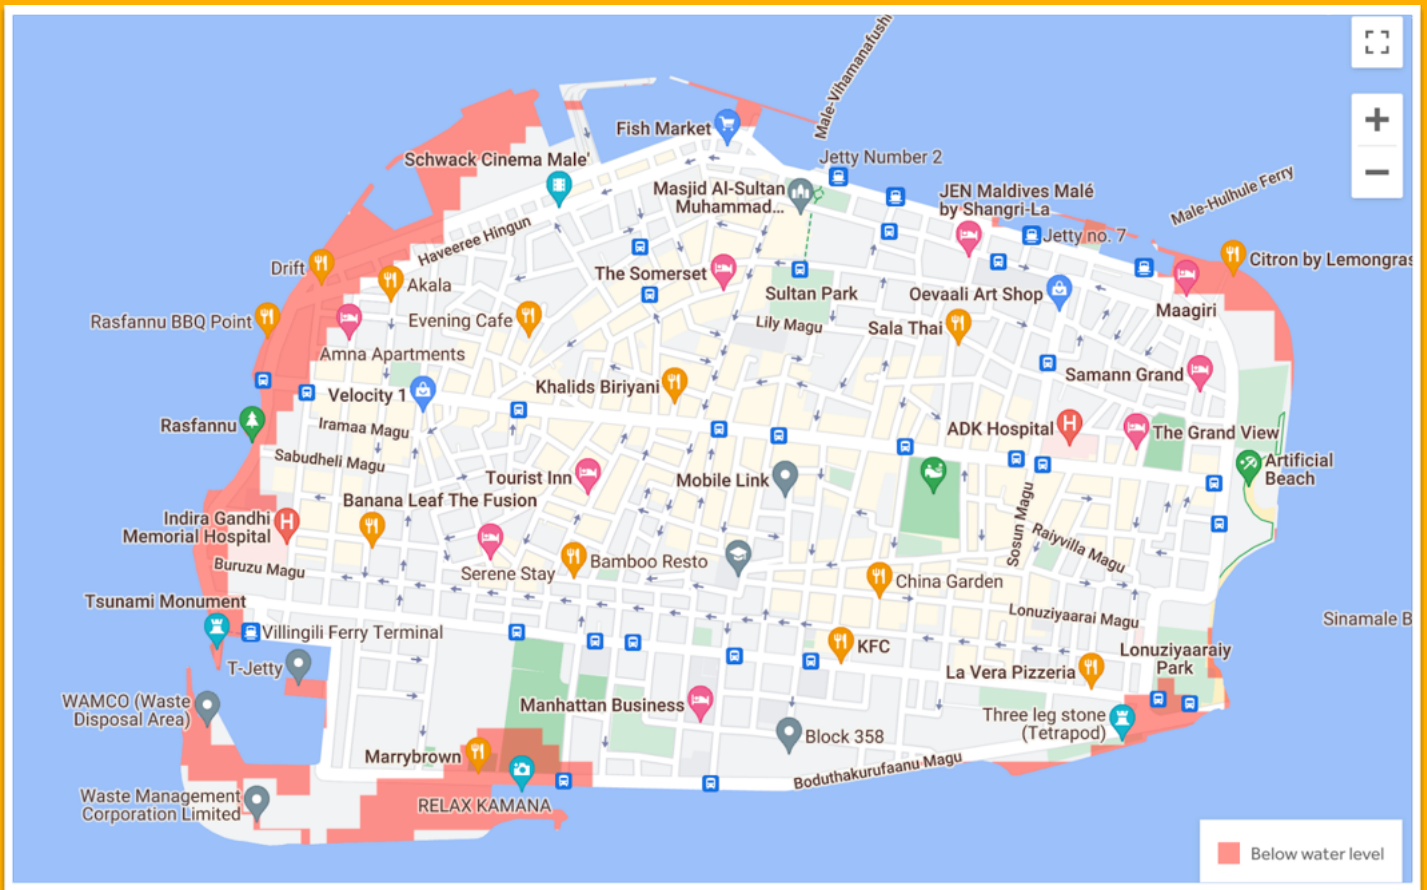 Male-Vihamanafushi
Fish Market
Jetty Number 2
Schwack Cinema Male'
Masjid Al-Sultan
Muhammad...
JEN Maldives Malé
by Shangri-La
Male-Hulhule Ferry
Jetty no. 7
Haveeree Hingun
Drift
Akala
The Somerset
Sultan Park
Oevaali Art Shop
Citron by Lemongras
Maagiri
Rasfannu BBQ Point
Evening Cafe
Lily Magu
Sala Thai
Amna Apartments
Velocity 1
Khalids Biriyani
Samann Grand
Rasfannu
Iramaa Magu
ADK Hospital
The Grand View
Sabudheli Magu
Tourist Inn
Mobile Link
Artificial
Beach
Banana Leaf The Fusion
Indira Gandhi
Memorial Hospital
Sosun Magu
Raiyvilla Magu
Buruzu Magu
Serene Stay
Bamboo Resto
China Garden
Tsunami Monument
Lonuziyaarai Magu
Sinamale B
Villingili Ferry Terminal
KFC
T-Jetty
La Vera Pizzeria
Lonuziyaaraiy
Park
WAMCO (Waste
Disposal Area)
Manhattan Business
Three leg stone
(Tetrapod)
Block 358
Marrybrown
Boduthakurufaanu Magu
Waste Management
Corporation Limited
RELAX KAMANA
Below water level